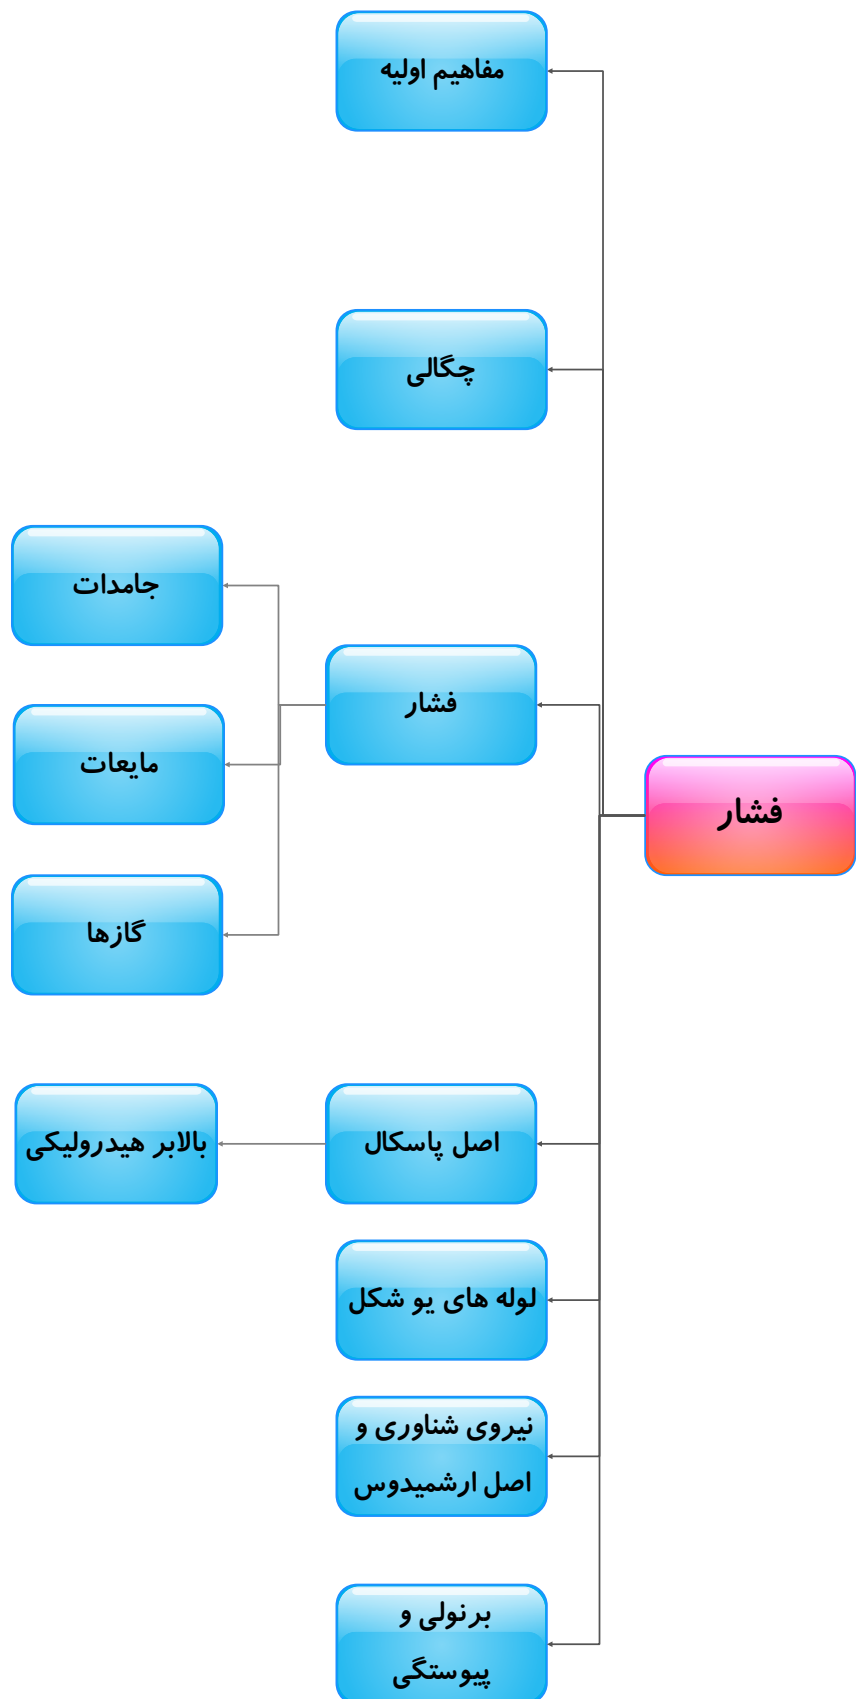 مفاهیم اولیه
چگالی
جامدات
فشار
مایعات
فشار
گازها
اصل پاسکال
بالابر هیدرولیکی
لوله های یو شکل
نیروی شناوری و
اصل ارشمیدوس
برنولی و
پیوستگی